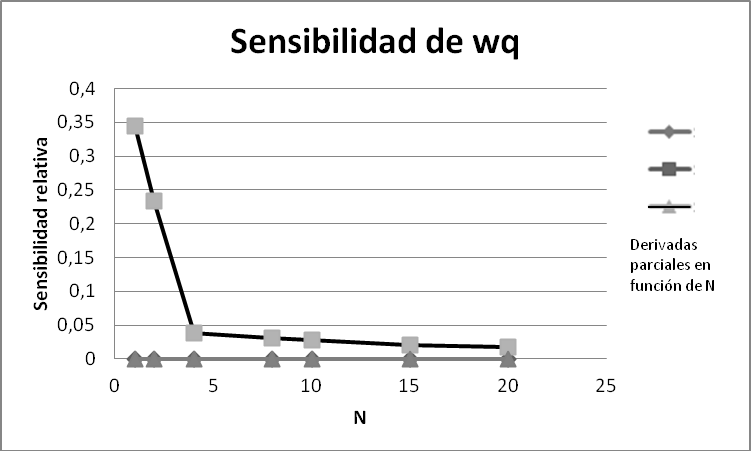 Sensibilidad de wq
0,4
0,35
0,3
0,25
0,2
0,15
0,1
0,05
0
Sensibilidad relativa
0 5 10 15 20 25
N
Derivadas
parciales en
función de N